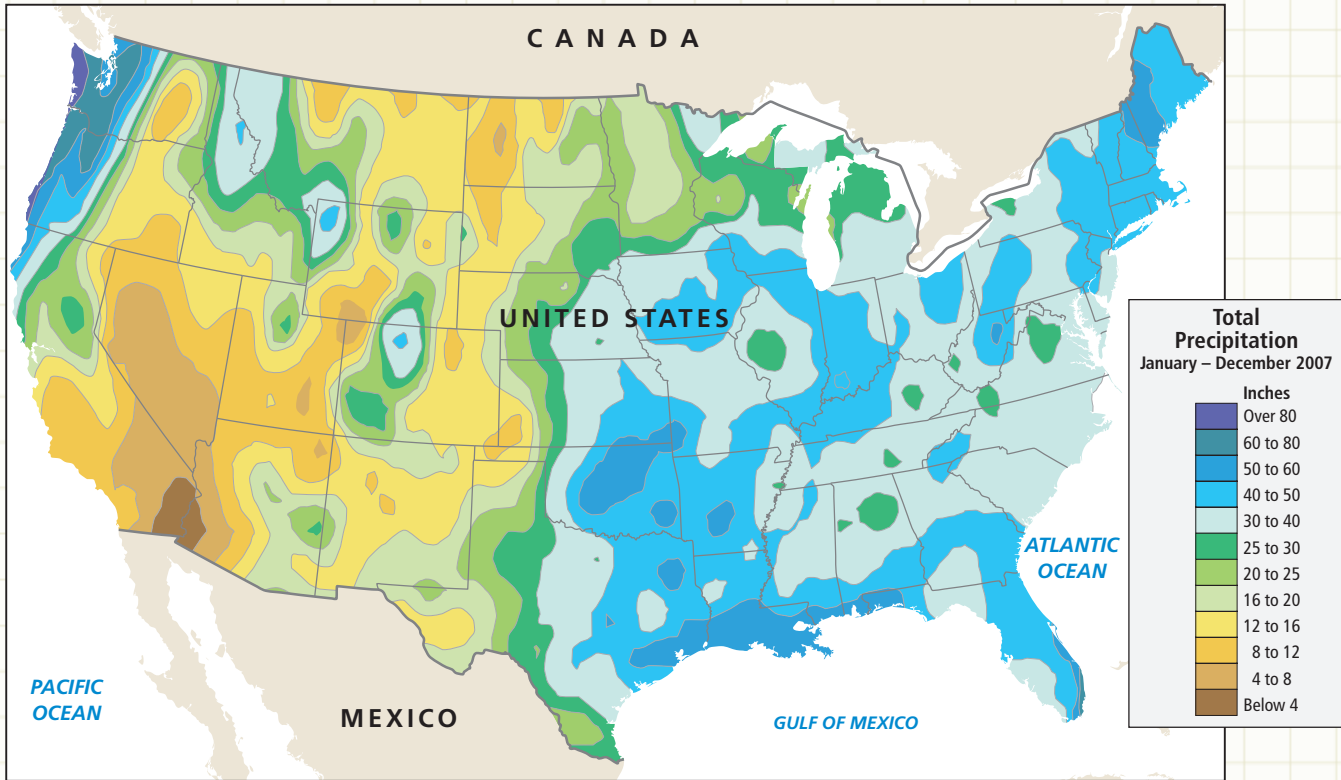 CANADA
UNITED STATES
ATLANTIC
OCEAN
PACIFIC
OCEAN
MEXICO
GULF OF MEXICO
Total
Precipitation
January – December 2007
Inches
Over 80
60 to 80
50 to 60
40 to 50
30 to 40
25 to 30
20 to 25
16 to 20
12 to 16
8 to 12
4 to 8
Below 4